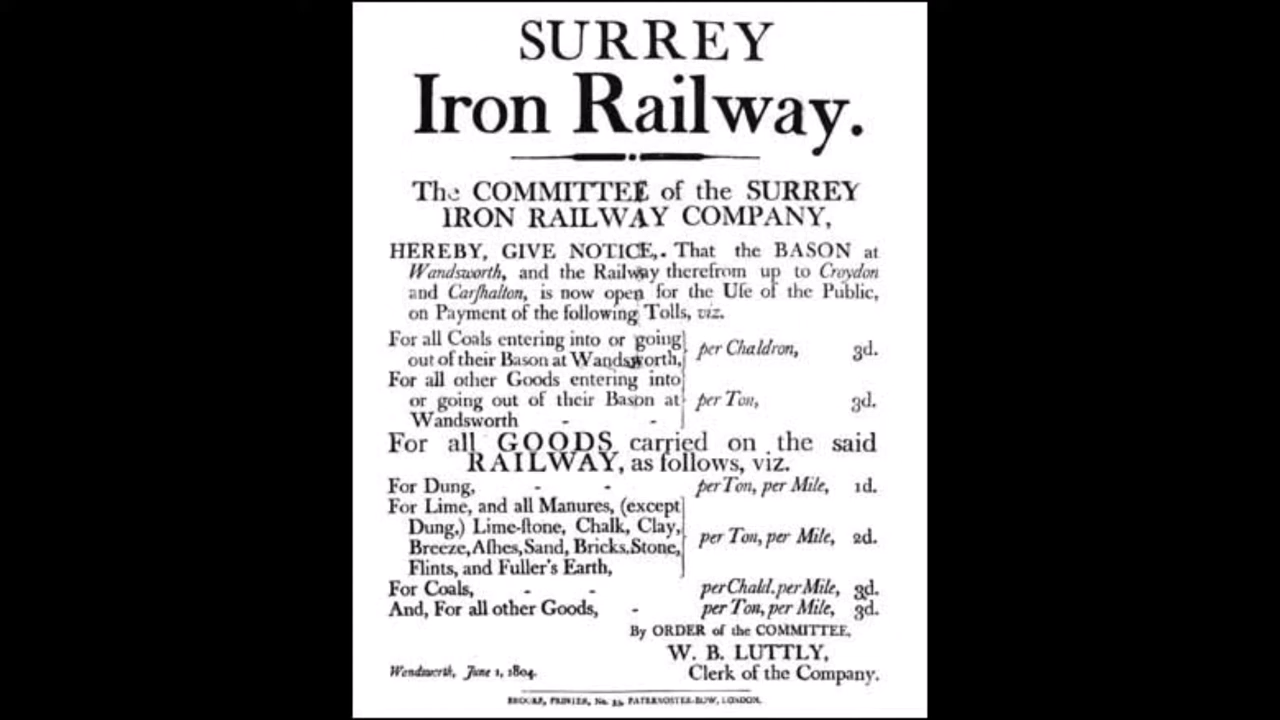 SURREY
Iron Railway.
The COMMITTEE of the SURREY
IRON RAILWAY COMPANY,
HEREBY, GIVE NOTICE,. That the BASON at
Wandsworth, and the Railway therefrom up to Croydon
and Carſhalton, is now open for the Uſe of the Public,
on Payment of the following Tolls, viz.
For all Coals entering into or going
out of their Bason at Wandsworth, per Chaldron, 3d.
For all other Goods entering into
or going out of their Bason at per Ton, 3d.
Wandsworth - -
For all GOODS carried on the said
RAILWAY, as follows, viz.
For Dung, - - per Ton, per Mile, 1d.
For Lime, and all Manures, (except
Dung,) Lime-ſtone, Chalk, Clay,
Breeze, Aſhes, Sand, Bricks, Stone, per Ton, per Mile, 2d.
Flints, and Fuller's Earth,
For Coals, - - per Chald. per Mile, 3d.
And, For all other Goods, - per Ton, per Mile, 3d.
By ORDER of the COMMITTEE,
W. B. LUTTLY,
Clerk of the Company.
Wandsworth, June 1, 1804.
BROOKE, PRINTER, No. 35, PATERNOSTER-ROW, LONDON.